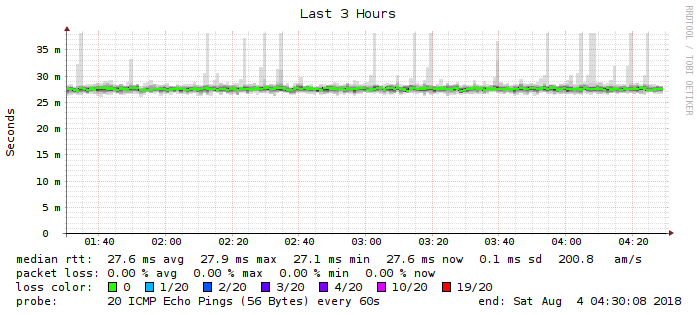 Last 3 Hours
RRDTOOL / TOBI OETIKER
Seconds
35 m
30 m
25 m
20 m
15 m
10 m
5 m
0
01:40 02:00 02:20 02:40 03:00 03:20 03:40 04:00 04:20
median rtt: 27.6 ms avg 27.9 ms max 27.1 ms min 27.6 ms now 0.1 ms sd 200.8 am/s
packet loss: 0.00 % avg 0.00 % max 0.00 % min 0.00 % now
loss color: 0 1/20 2/20 3/20 4/20 10/20 19/20
probe: 20 ICMP Echo Pings (56 Bytes) every 60s end: Sat Aug 4 04:30:08 2018